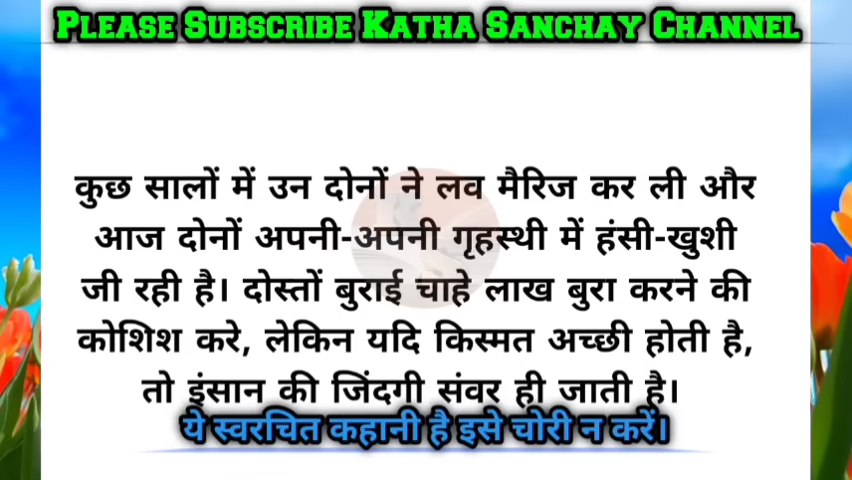 Please Subscribe Katha Sanchay Channel
कुछ सालों में उन दोनों ने लव मैरिज कर ली और
आज दोनों अपनी-अपनी गृहस्थी में हंसी-खुशी
जी रही है। दोस्तों बुराई चाहे लाख बुरा करने की
कोशिश करे, लेकिन यदि किस्मत अच्छी होती है,
तो इंसान की जिंदगी संवर ही जाती है।
ये स्वरचित कहानी है इसे चोरी न करें।